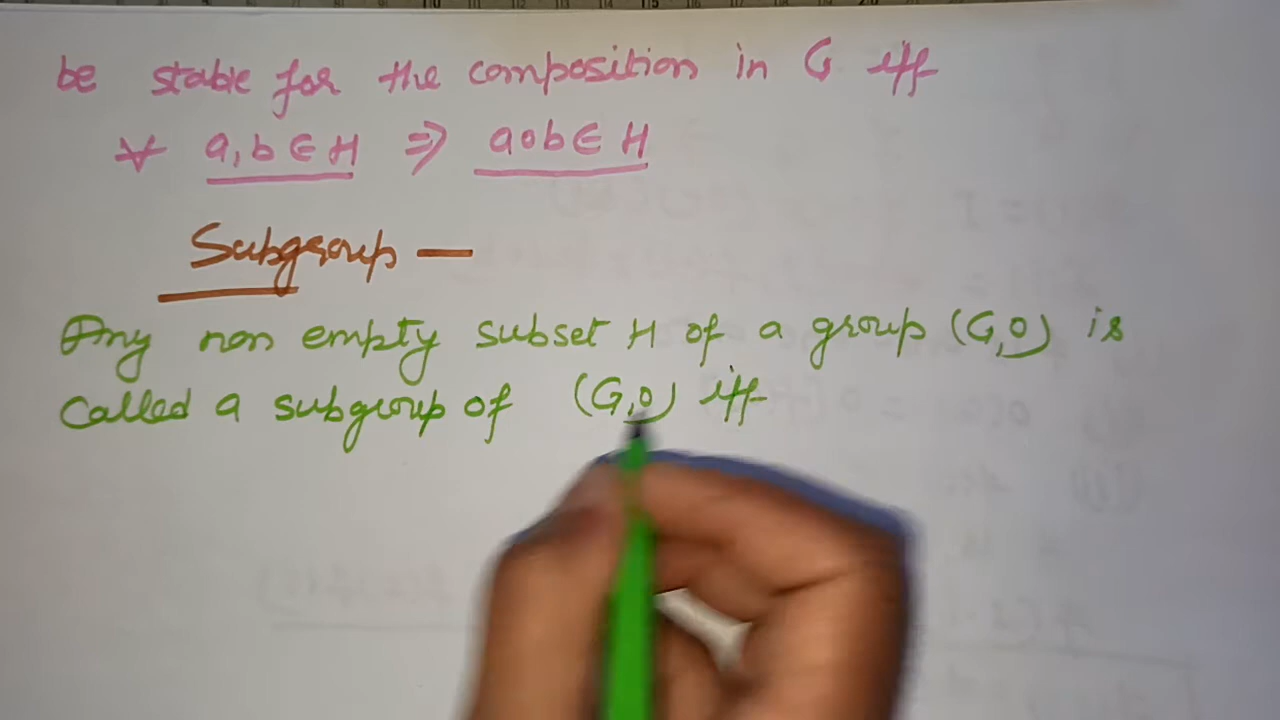 be stable for the composition in G iff
∀ a,b ∈ H ⇒ aob ∈ H
Subgroup —
Any non empty subset H of a group (G,o) is
called a subgroup of (G,o) iff